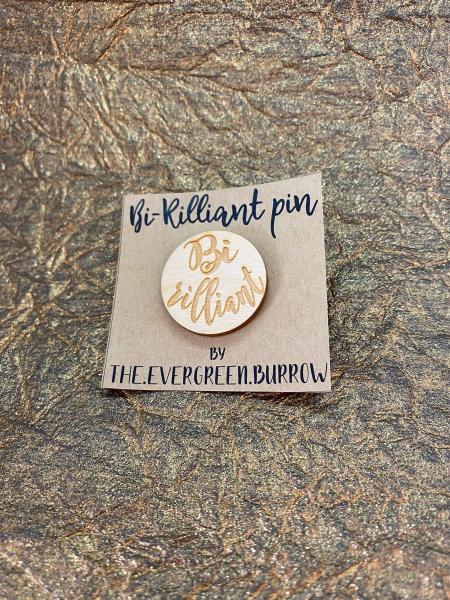 Bi-Rilliant pin
Bi
rilliant
BY
THE.EVERGREEN.BURROW